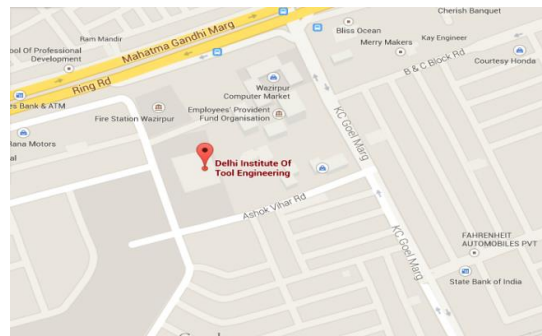 Cherish Banquet
Ram Mandir
Bliss Ocean
Kay Engineer
Merry Makers
ool Of Professional
Development
Mahatma Gandhi Marg
Courtesy Honda
B & C Block Rd
Ring Rd
Wazirpur
Computer Market
es Bank & ATM
Employees' Provident
Fund Organisation
Fire Station Wazirpur
KC Goel Marg
ana Motors
al
Delhi Institute Of
Tool Engineering
Ashok Vihar Rd
KC Goel Marg
FAHRENHEIT
AUTOMOBILES PVT
State Bank of India